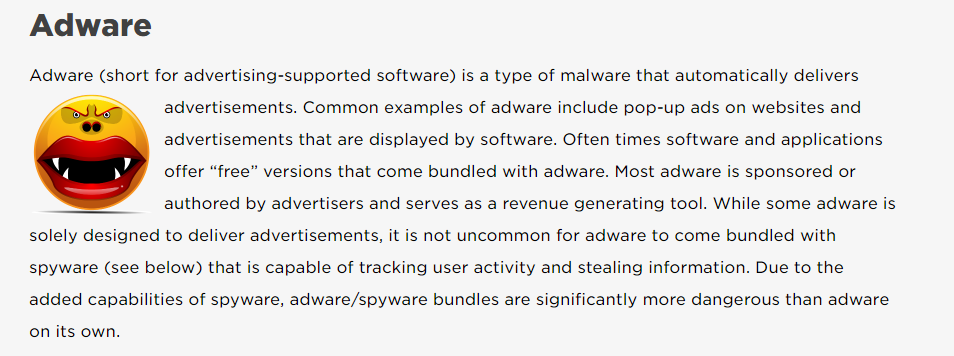 Adware
Adware (short for advertising-supported software) is a type of malware that automatically delivers
advertisements. Common examples of adware include pop-up ads on websites and
advertisements that are displayed by software. Often times software and applications
offer “free” versions that come bundled with adware. Most adware is sponsored or
authored by advertisers and serves as a revenue generating tool. While some adware is
solely designed to deliver advertisements, it is not uncommon for adware to come bundled with
spyware (see below) that is capable of tracking user activity and stealing information. Due to the
added capabilities of spyware, adware/spyware bundles are significantly more dangerous than adware
on its own.